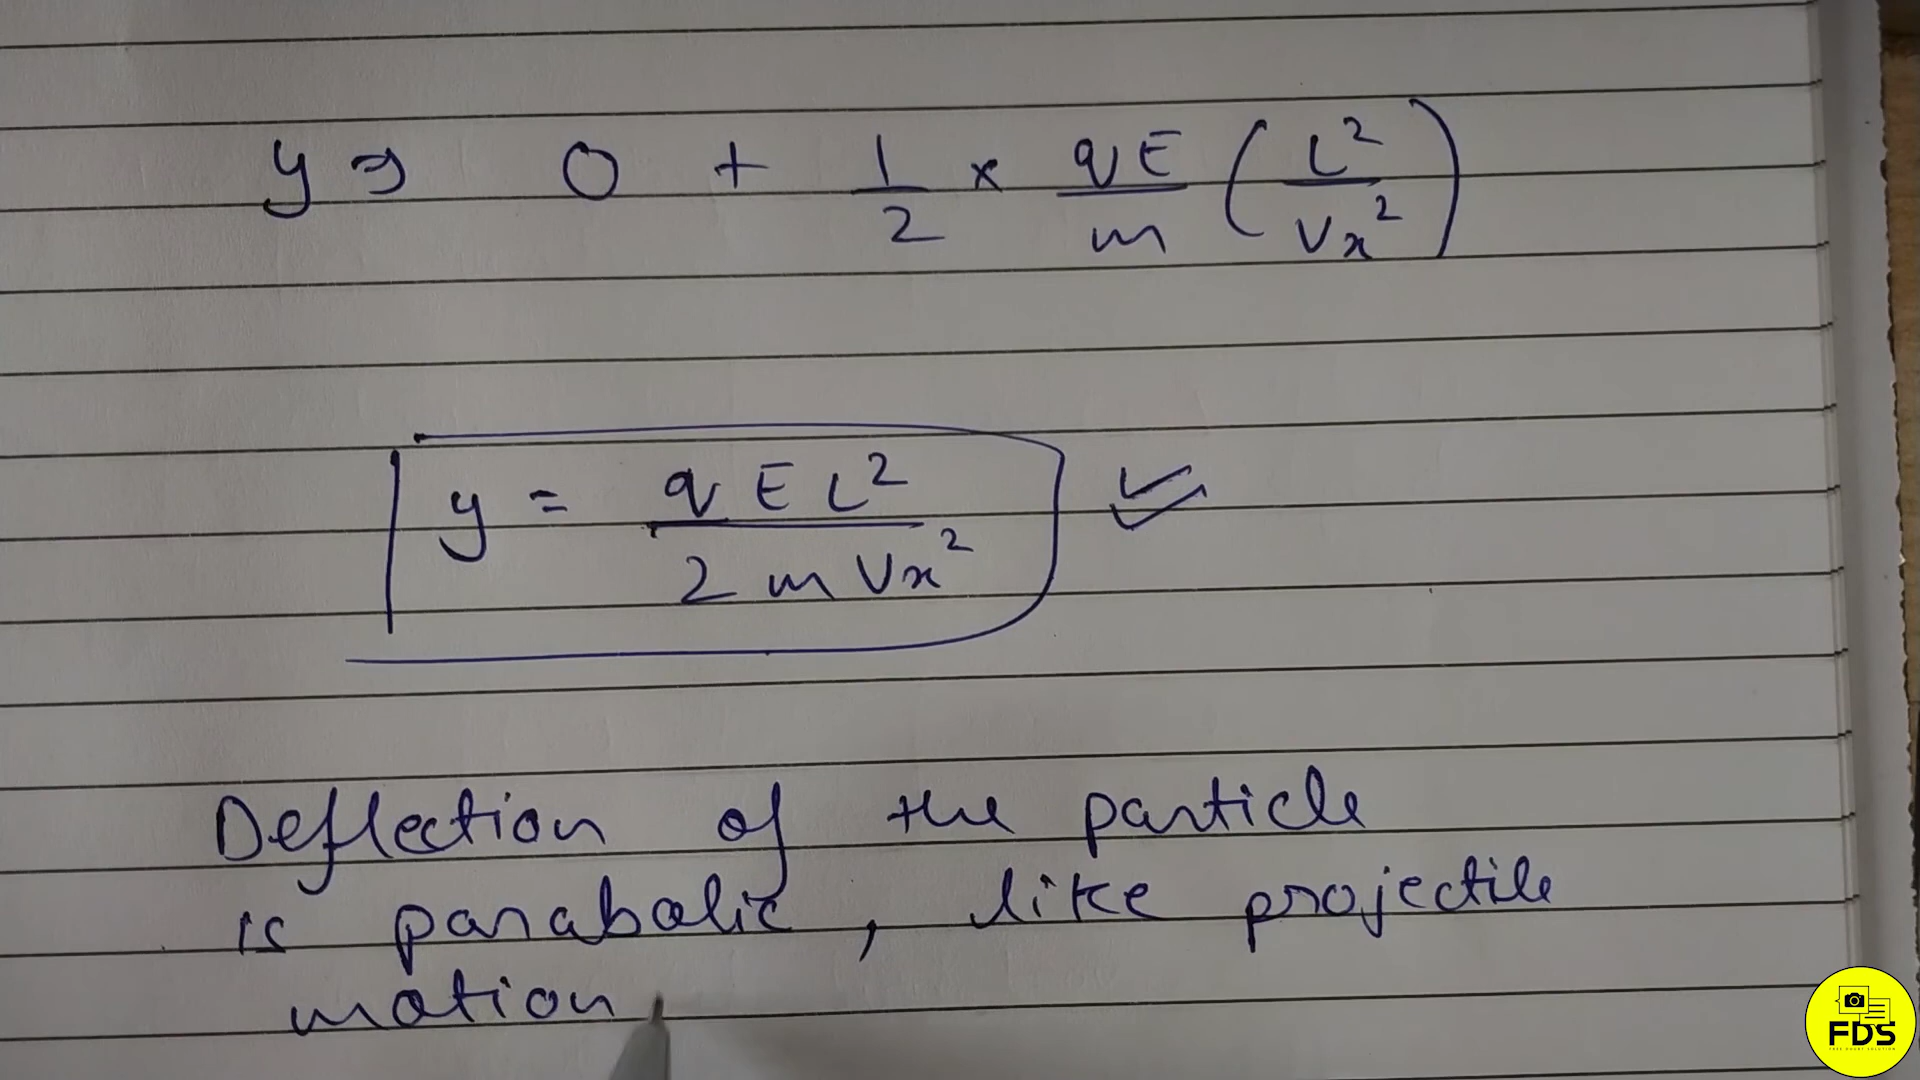 y ⇒ 0 + 1/2 × qE/m (L²/Vx²)
y = qEL²/2mVx²
Deflection of the particle
is parabolic, like projectile
motion
FDS